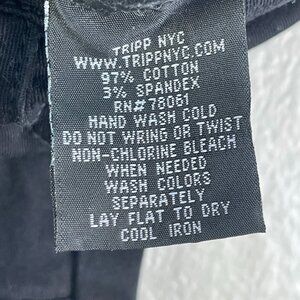 TRIPP NYC
WWW.TRIPPNYC.COM
97% COTTON
3% SPANDEX
RN#78061
HAND WASH COLD
DO NOT WRING OR TWIST
NON-CHLORINE BLEACH
WHEN NEEDED
WASH COLORS
SEPARATELY
LAY FLAT TO DRY
COOL IRON